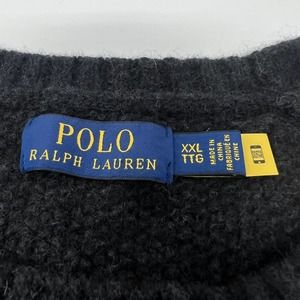 POLO
RALPH LAUREN
XXL
TTG
MADE IN
CHINA
FABRIQUÉ EN
CHINE